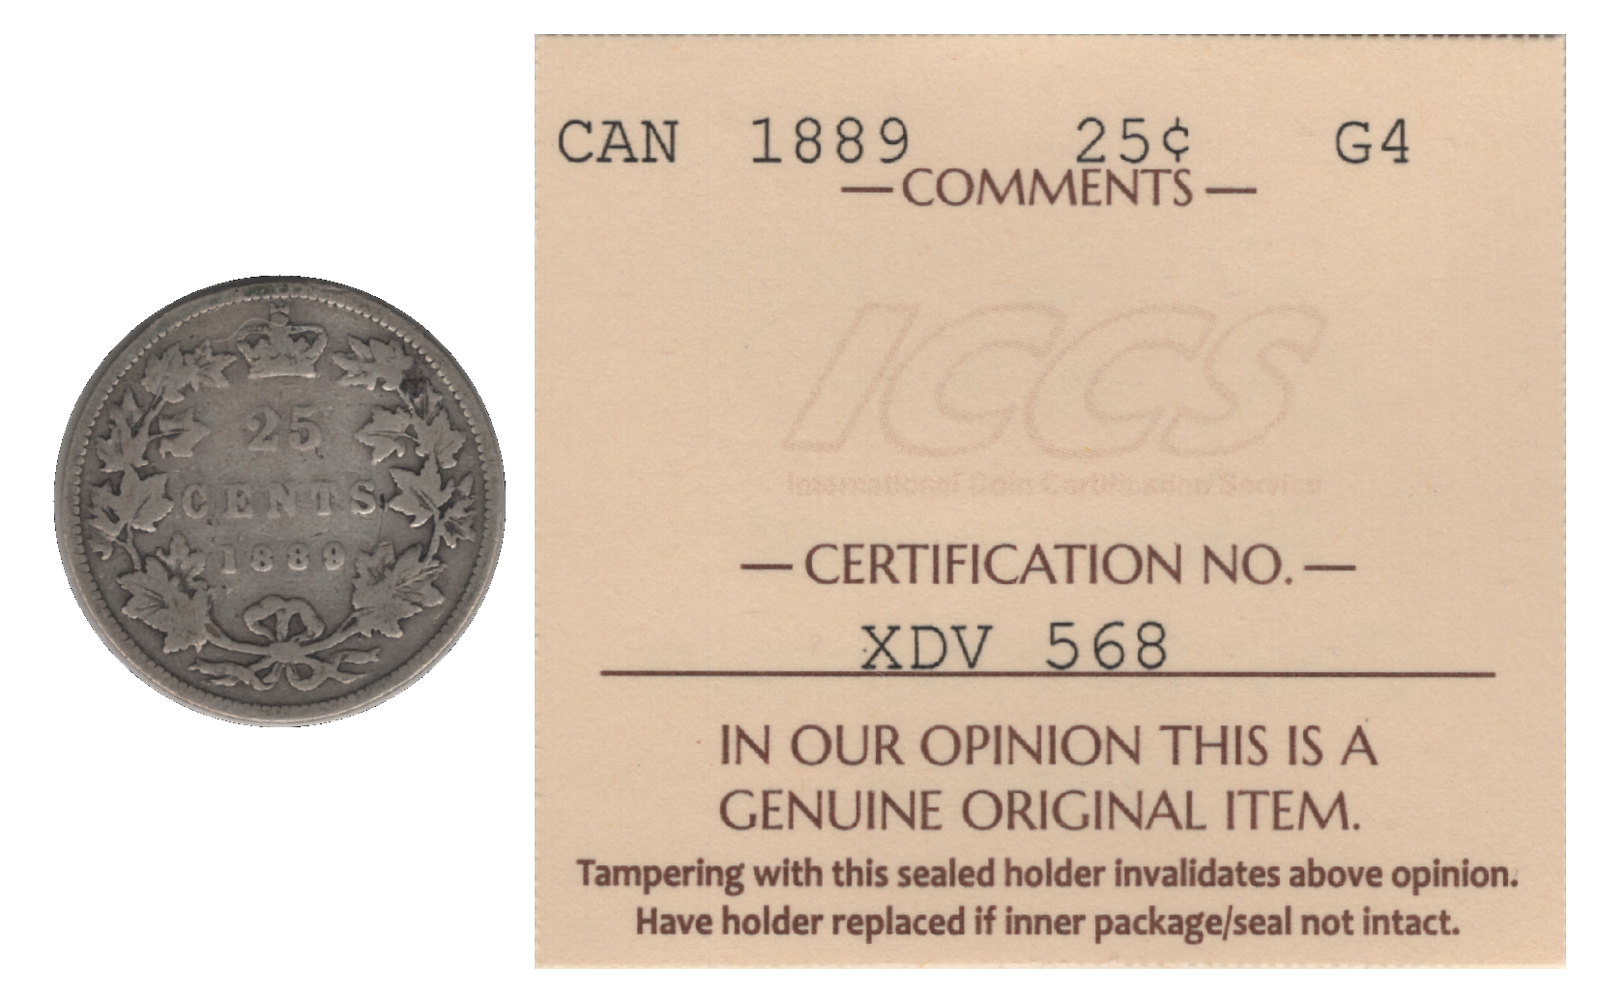 25
CENTS
1889
CAN 1889 25¢ G4
—COMMENTS—
ICCS
International Coin Certification Service
—CERTIFICATION NO.—
XDV 568
IN OUR OPINION THIS IS A
GENUINE ORIGINAL ITEM.
Tampering with this sealed holder invalidates above opinion.
Have holder replaced if inner package/seal not intact.